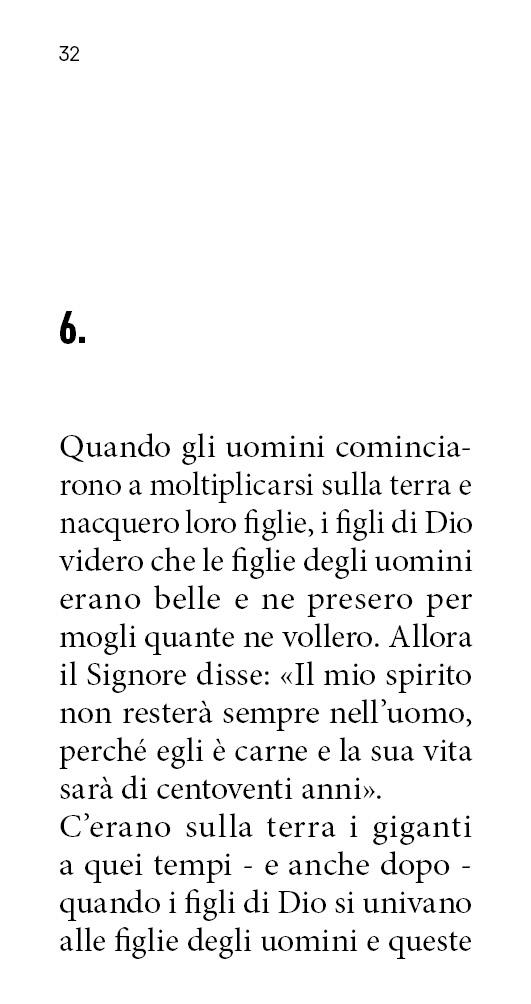 32
6.
Quando gli uomini comincia-
rono a moltiplicarsi sulla terra e
nacquero loro figlie, i figli di Dio
videro che le figlie degli uomini
erano belle e ne presero per
mogli quante ne vollero. Allora
il Signore disse: «Il mio spirito
non resterà sempre nell’uomo,
perché egli è carne e la sua vita
sarà di centoventi anni».
C’erano sulla terra i giganti
a quei tempi - e anche dopo -
quando i figli di Dio si univano
alle figlie degli uomini e queste